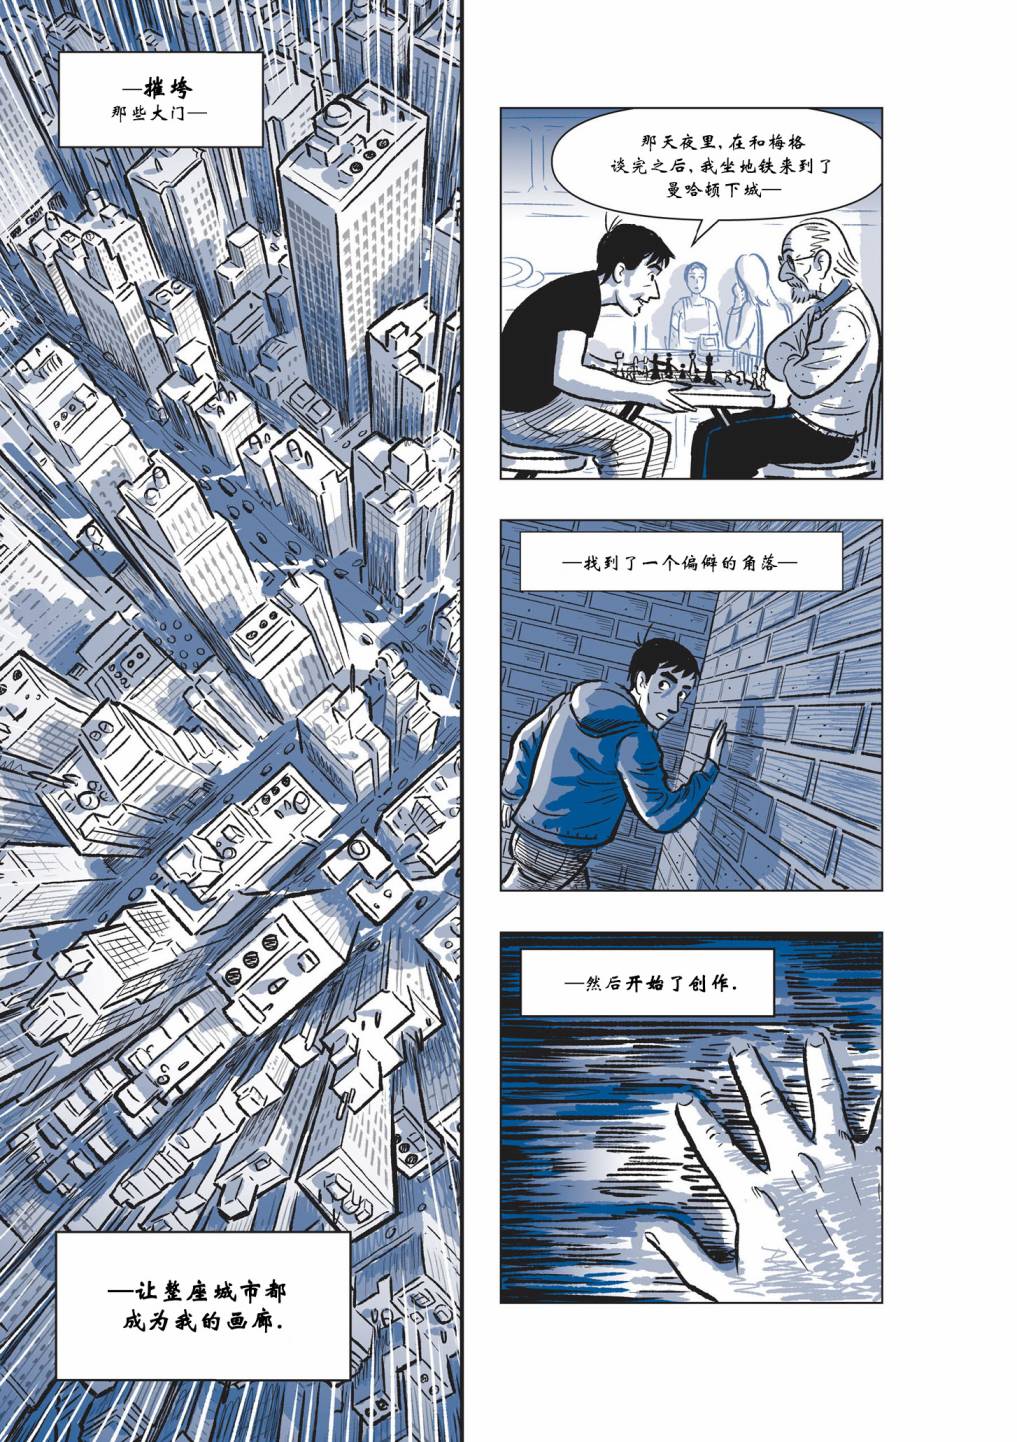 —摧垮
那些大门—
—让整座城市都
成为我的画廊.
那天夜里,在和梅格
谈完之后,我坐地铁来到了
曼哈顿下城—
—找到了一个偏僻的角落—
—然后开始了创作.